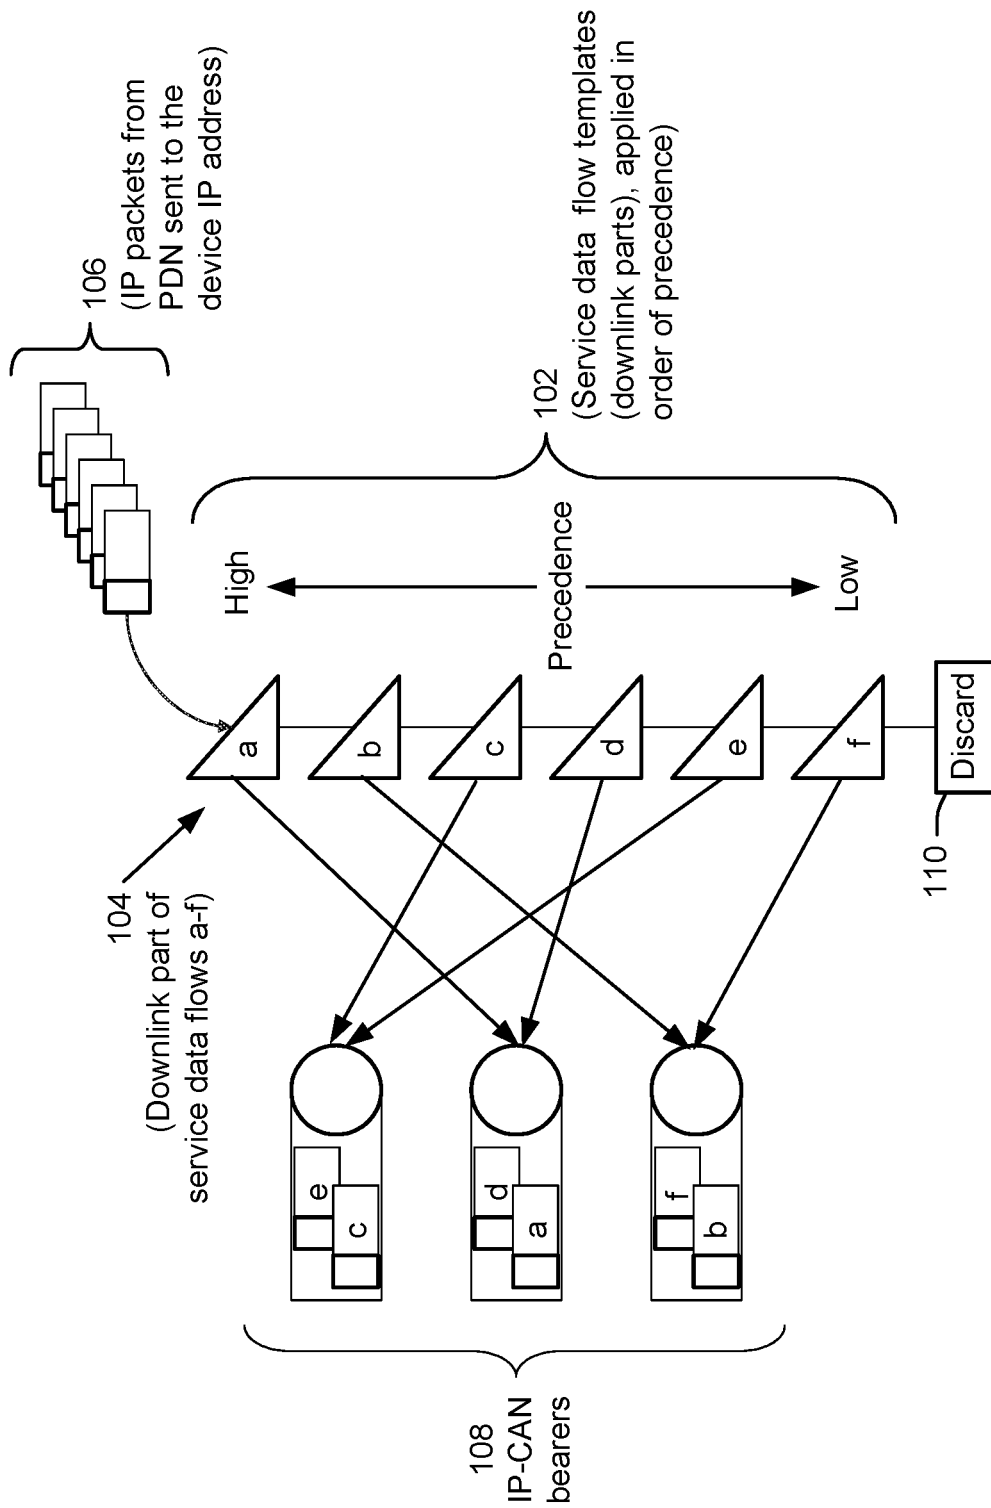 106
(IP packets from
PDN sent to the
device IP address)
102
(Service data flow templates
(downlink parts), applied in
order of precedence)
High
Precedence
Low
104
(Downlink part of
service data flows a-f)
a
b
c
d
e
f
110
Discard
e
c
d
a
f
b
108
IP-CAN
bearers